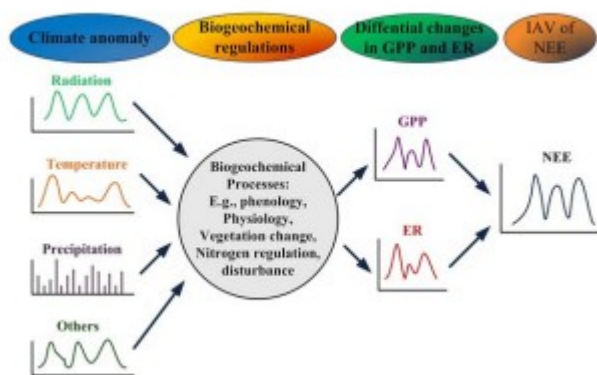 Climate anomaly
Biogeochemical
regulations
Diffential changes
in GPP and ER
IAV of
NEE
Radiation
Temperature
Precipitation
Others
Biogeochemical
Processes:
E.g., phenology,
Physiology,
Vegetation change,
Nitrogen regulation,
disturbance
GPP
ER
NEE